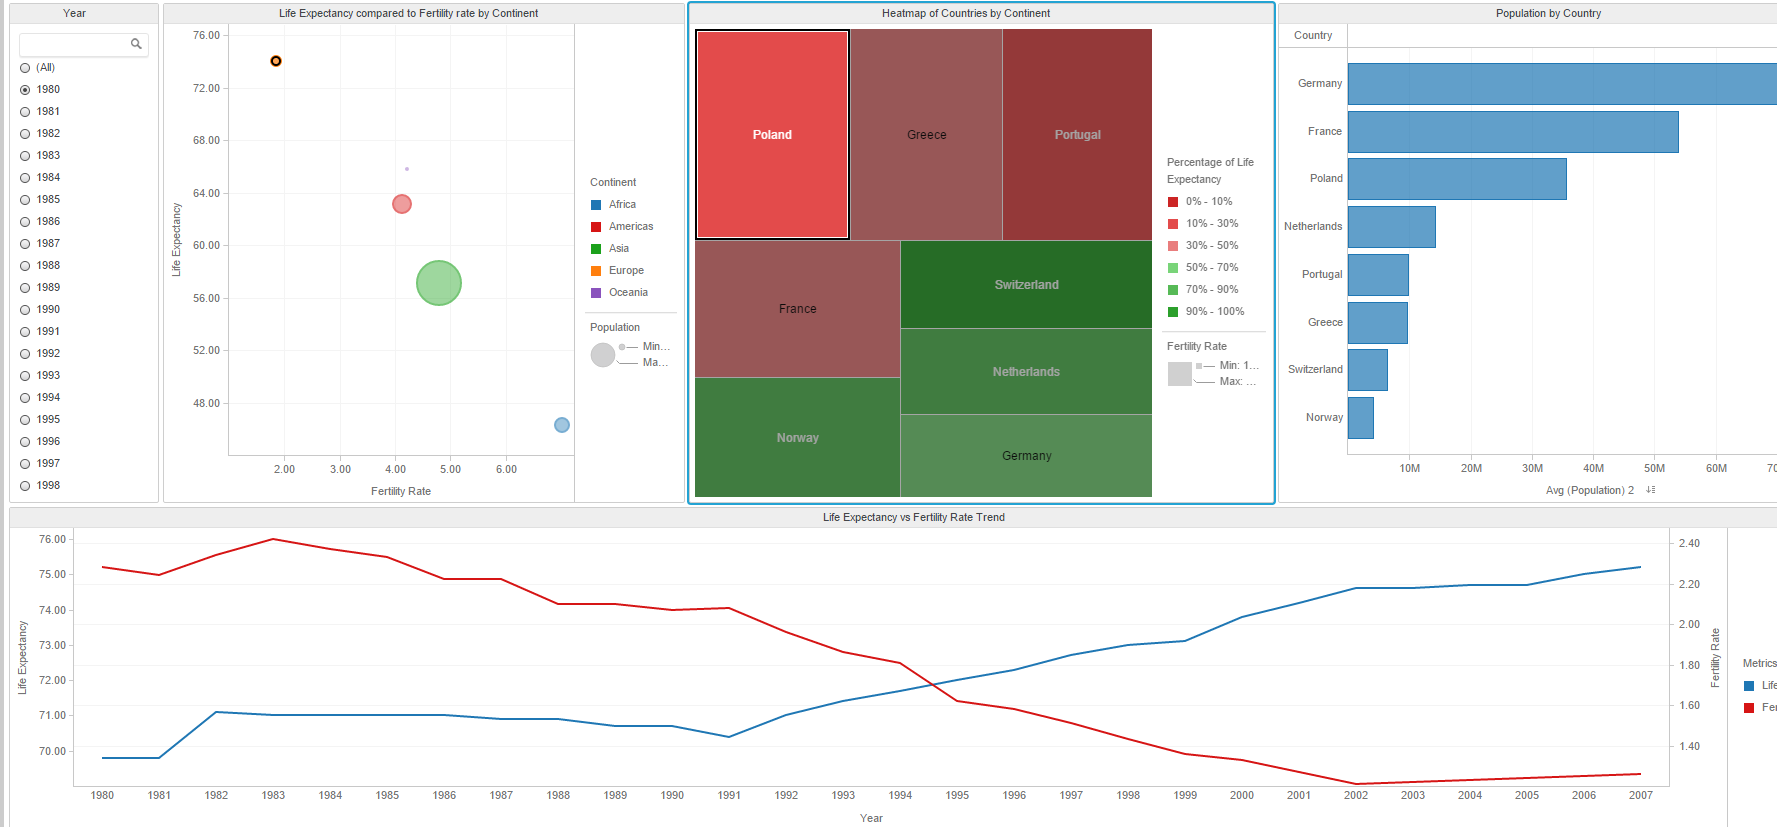 Year
(All)
1980
1981
1982
1983
1984
1985
1986
1987
1988
1989
1990
1991
1992
1993
1994
1995
1996
1997
1998
Life Expectancy compared to Fertility rate by Continent
Life Expectancy
76.00
72.00
68.00
64.00
60.00
56.00
52.00
48.00
2.00 3.00 4.00 5.00 6.00
Fertility Rate
Continent
Africa
Americas
Asia
Europe
Oceania
Population
Min...
Ma...
Heatmap of Countries by Continent
Poland Greece Portugal
France Switzerland
Netherlands
Norway Germany
Percentage of Life
Expectancy
0% - 10%
10% - 30%
30% - 50%
50% - 70%
70% - 90%
90% - 100%
Fertility Rate
Min: 1...
Max: ...
Population by Country
Country
Germany
France
Poland
Netherlands
Portugal
Greece
Switzerland
Norway
10M 20M 30M 40M 50M 60M 70
Avg (Population) 2
Life Expectancy vs Fertility Rate Trend
Life Expectancy
76.00
75.00
74.00
73.00
72.00
71.00
70.00
2.40
2.20
2.00
1.80
1.60
1.40
Fertility Rate
1980 1981 1982 1983 1984 1985 1986 1987 1988 1989 1990 1991 1992 1993 1994 1995 1996 1997 1998 1999 2000 2001 2002 2003 2004 2005 2006 2007
Year
Metrics
Life
Fer